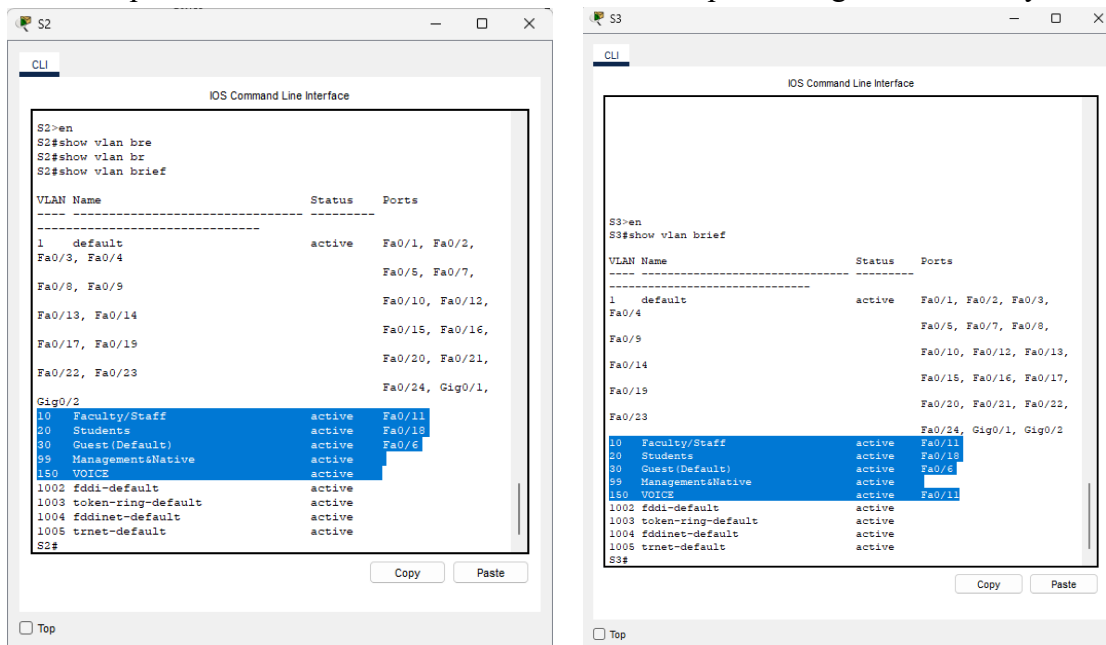 S2
CLI
IOS Command Line Interface
S2>en
S2#show vlan bre
S2#show vlan br
S2#show vlan brief
VLAN Name Status Ports
---- -------------------------------- ---------
-------------------------------
1 default active Fa0/1, Fa0/2,
Fa0/3, Fa0/4
Fa0/5, Fa0/7,
Fa0/8, Fa0/9
Fa0/10, Fa0/12,
Fa0/13, Fa0/14
Fa0/15, Fa0/16,
Fa0/17, Fa0/19
Fa0/20, Fa0/21,
Fa0/22, Fa0/23
Fa0/24, Gig0/1,
Gig0/2
10 Faculty/Staff active Fa0/11
20 Students active Fa0/18
30 Guest(Default) active Fa0/6
99 Management&Native active
150 VOICE active
1002 fddi-default active
1003 token-ring-default active
1004 fddinet-default active
1005 trnet-default active
S2#
Copy Paste
Top
S3
CLI
IOS Command Line Interface
S3>en
S3#show vlan brief
VLAN Name Status Ports
---- -------------------------------- ---------
-------------------------------
1 default active Fa0/1, Fa0/2, Fa0/3,
Fa0/4
Fa0/5, Fa0/7, Fa0/8,
Fa0/9
Fa0/10, Fa0/12, Fa0/13,
Fa0/14
Fa0/15, Fa0/16, Fa0/17,
Fa0/19
Fa0/20, Fa0/21, Fa0/22,
Fa0/23
Fa0/24, Gig0/1, Gig0/2
10 Faculty/Staff active Fa0/11
20 Students active Fa0/18
30 Guest(Default) active Fa0/6
99 Management&Native active
150 VOICE active Fa0/11
1002 fddi-default active
1003 token-ring-default active
1004 fddinet-default active
1005 trnet-default active
S3#
Copy Paste
Top